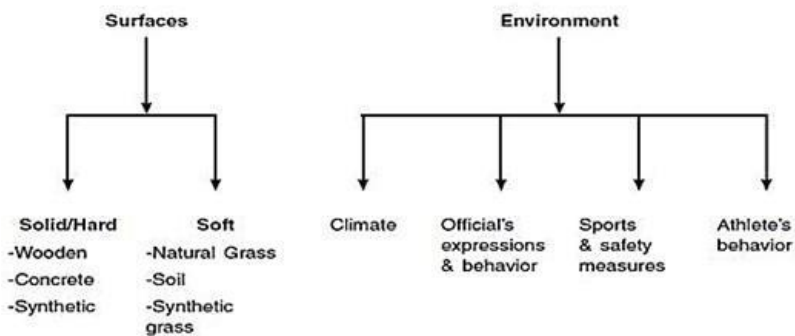 Surfaces
Environment
Solid/Hard
-Wooden
-Concrete
-Synthetic
Soft
-Natural Grass
-Soil
-Synthetic
grass
Climate
Official's
expressions
& behavior
Sports
& safety
measures
Athlete's
behavior